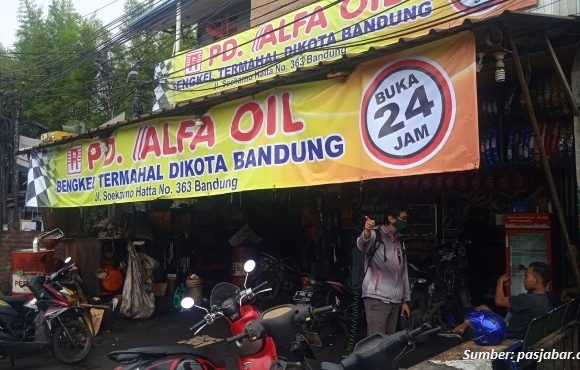 PD. ALFA OIL
BENGKEL TERMAHAL DIKOTA BANDUNG
Jl. Soekarno Hatta No. 363 Bandung
PD. ALFA OIL
BENGKEL TERMAHAL DIKOTA BANDUNG
Jl. Soekarno Hatta No. 363 Bandung
BUKA
24
JAM
Sumber: pasjabar.c